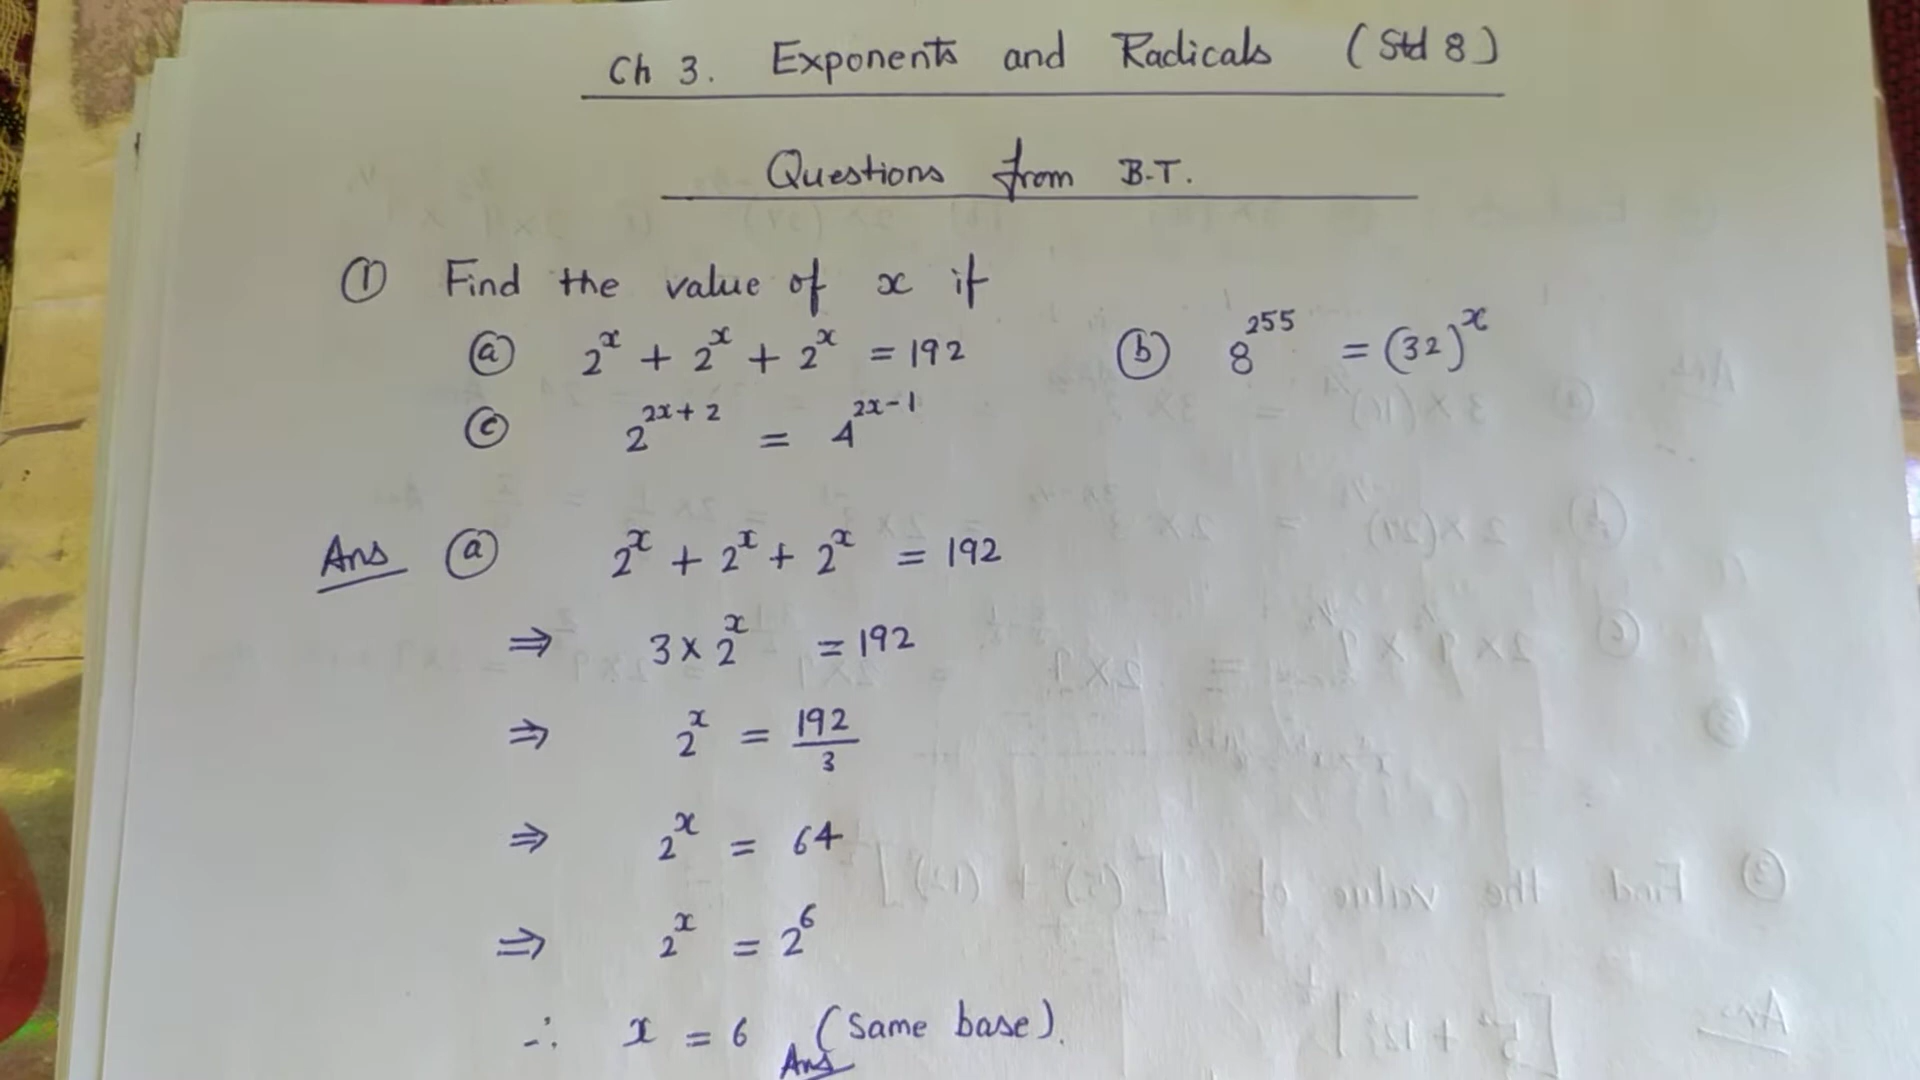 Ch 3. Exponents and Radicals (Std 8)
Questions from B.T.
① Find the value of x if
ⓐ 2^x + 2^x + 2^x = 192 ⓑ 8^255 = (32)^x
ⓒ 2^(2x+2) = 4^(2x-1)
Ans ⓐ 2^x + 2^x + 2^x = 192
⇒ 3 × 2^x = 192
⇒ 2^x = 192/3
⇒ 2^x = 64
⇒ 2^x = 2^6
∴ x = 6 (Same base).
Ans